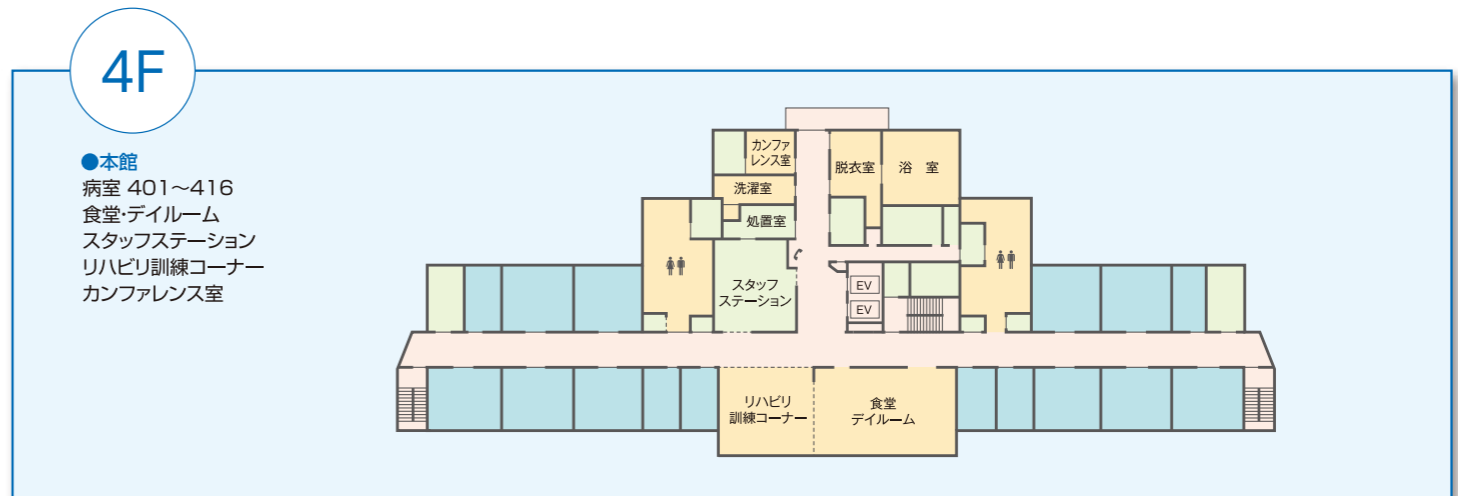 4F
●本館
病室 401〜416
食堂・デイルーム
スタッフステーション
リハビリ訓練コーナー
カンファレンス室
カンファ
レンス室
脱衣室
浴 室
洗濯室
処置室
スタッフ
ステーション
EV
EV
リハビリ
訓練コーナー
食堂
デイルーム